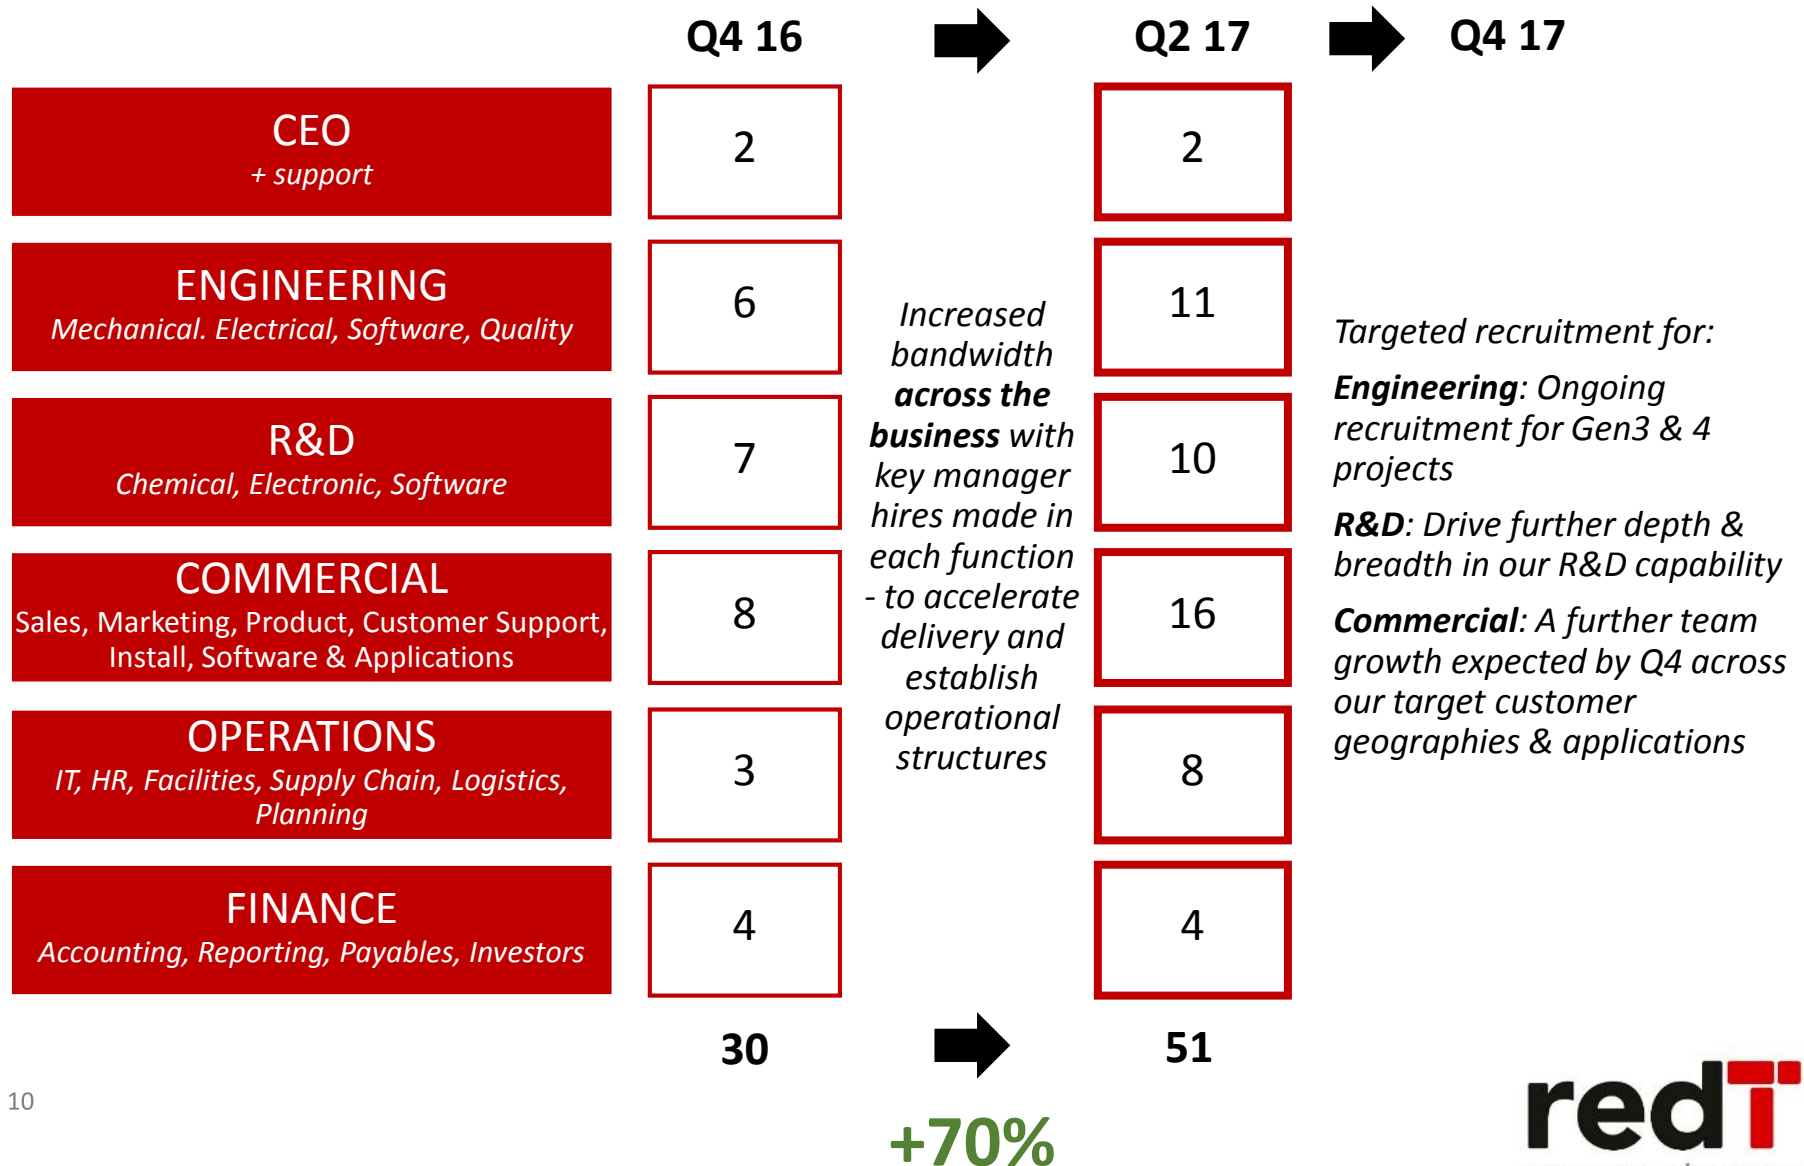 Q4 16
Q2 17
Q4 17
CEO
+ support
2
2
ENGINEERING
Mechanical. Electrical, Software, Quality
6
11
R&D
Chemical, Electronic, Software
7
10
COMMERCIAL
Sales, Marketing, Product, Customer Support,
Install, Software & Applications
8
16
OPERATIONS
IT, HR, Facilities, Supply Chain, Logistics,
Planning
3
8
FINANCE
Accounting, Reporting, Payables, Investors
4
4
Increased
bandwidth
across the
business with
key manager
hires made in
each function
- to accelerate
delivery and
establish
operational
structures
Targeted recruitment for:
Engineering: Ongoing
recruitment for Gen3 & 4
projects
R&D: Drive further depth &
breadth in our R&D capability
Commercial: A further team
growth expected by Q4 across
our target customer
geographies & applications
30
51
+70%
10
redT